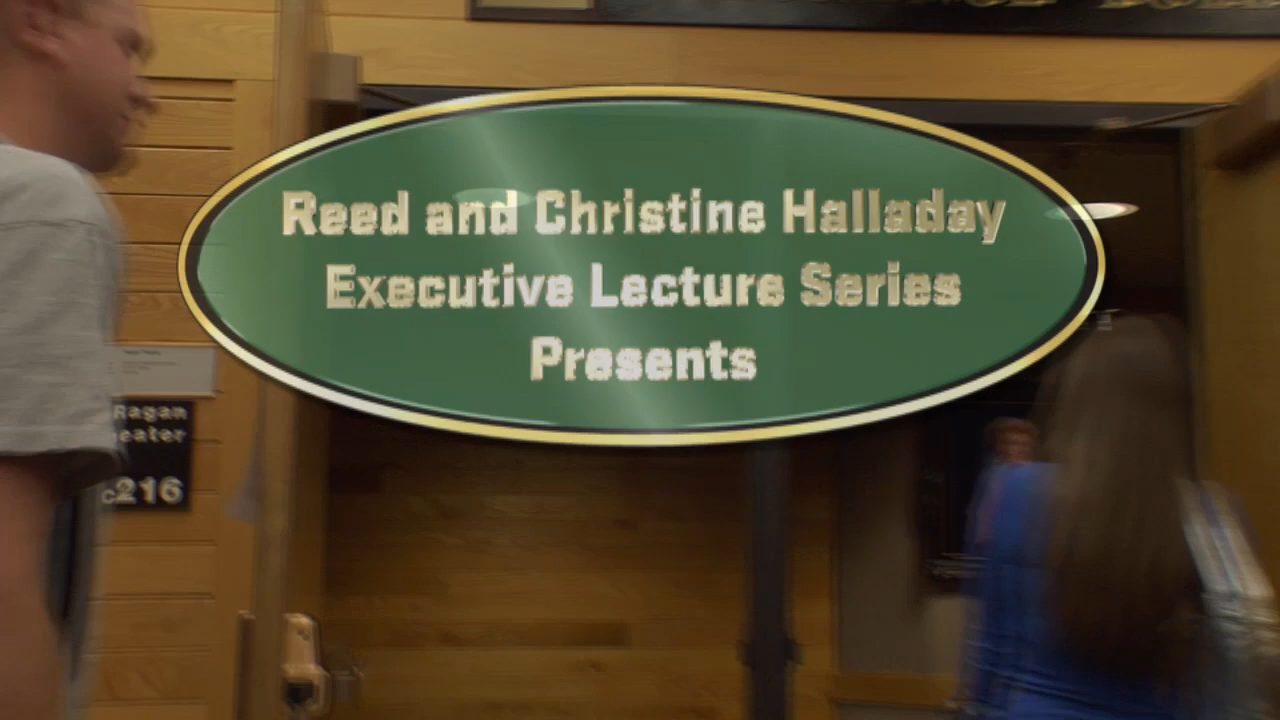 Reed and Christine Halladay
Executive Lecture Series
Presents
Ragan
eater
c216